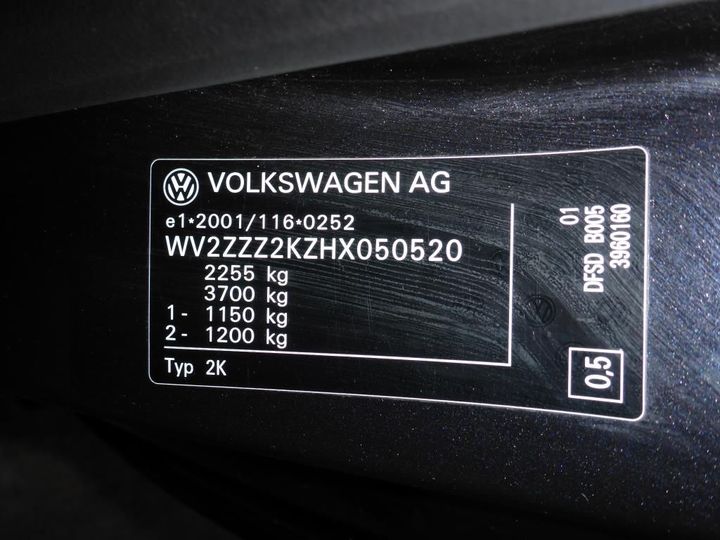 VOLKSWAGEN AG
e1*2001/116*0252
WV2ZZZ2KZHX050520
2255 kg
3700 kg
1- 1150 kg
2- 1200 kg
Typ 2K
01
DFSD B005
3960160
0,5